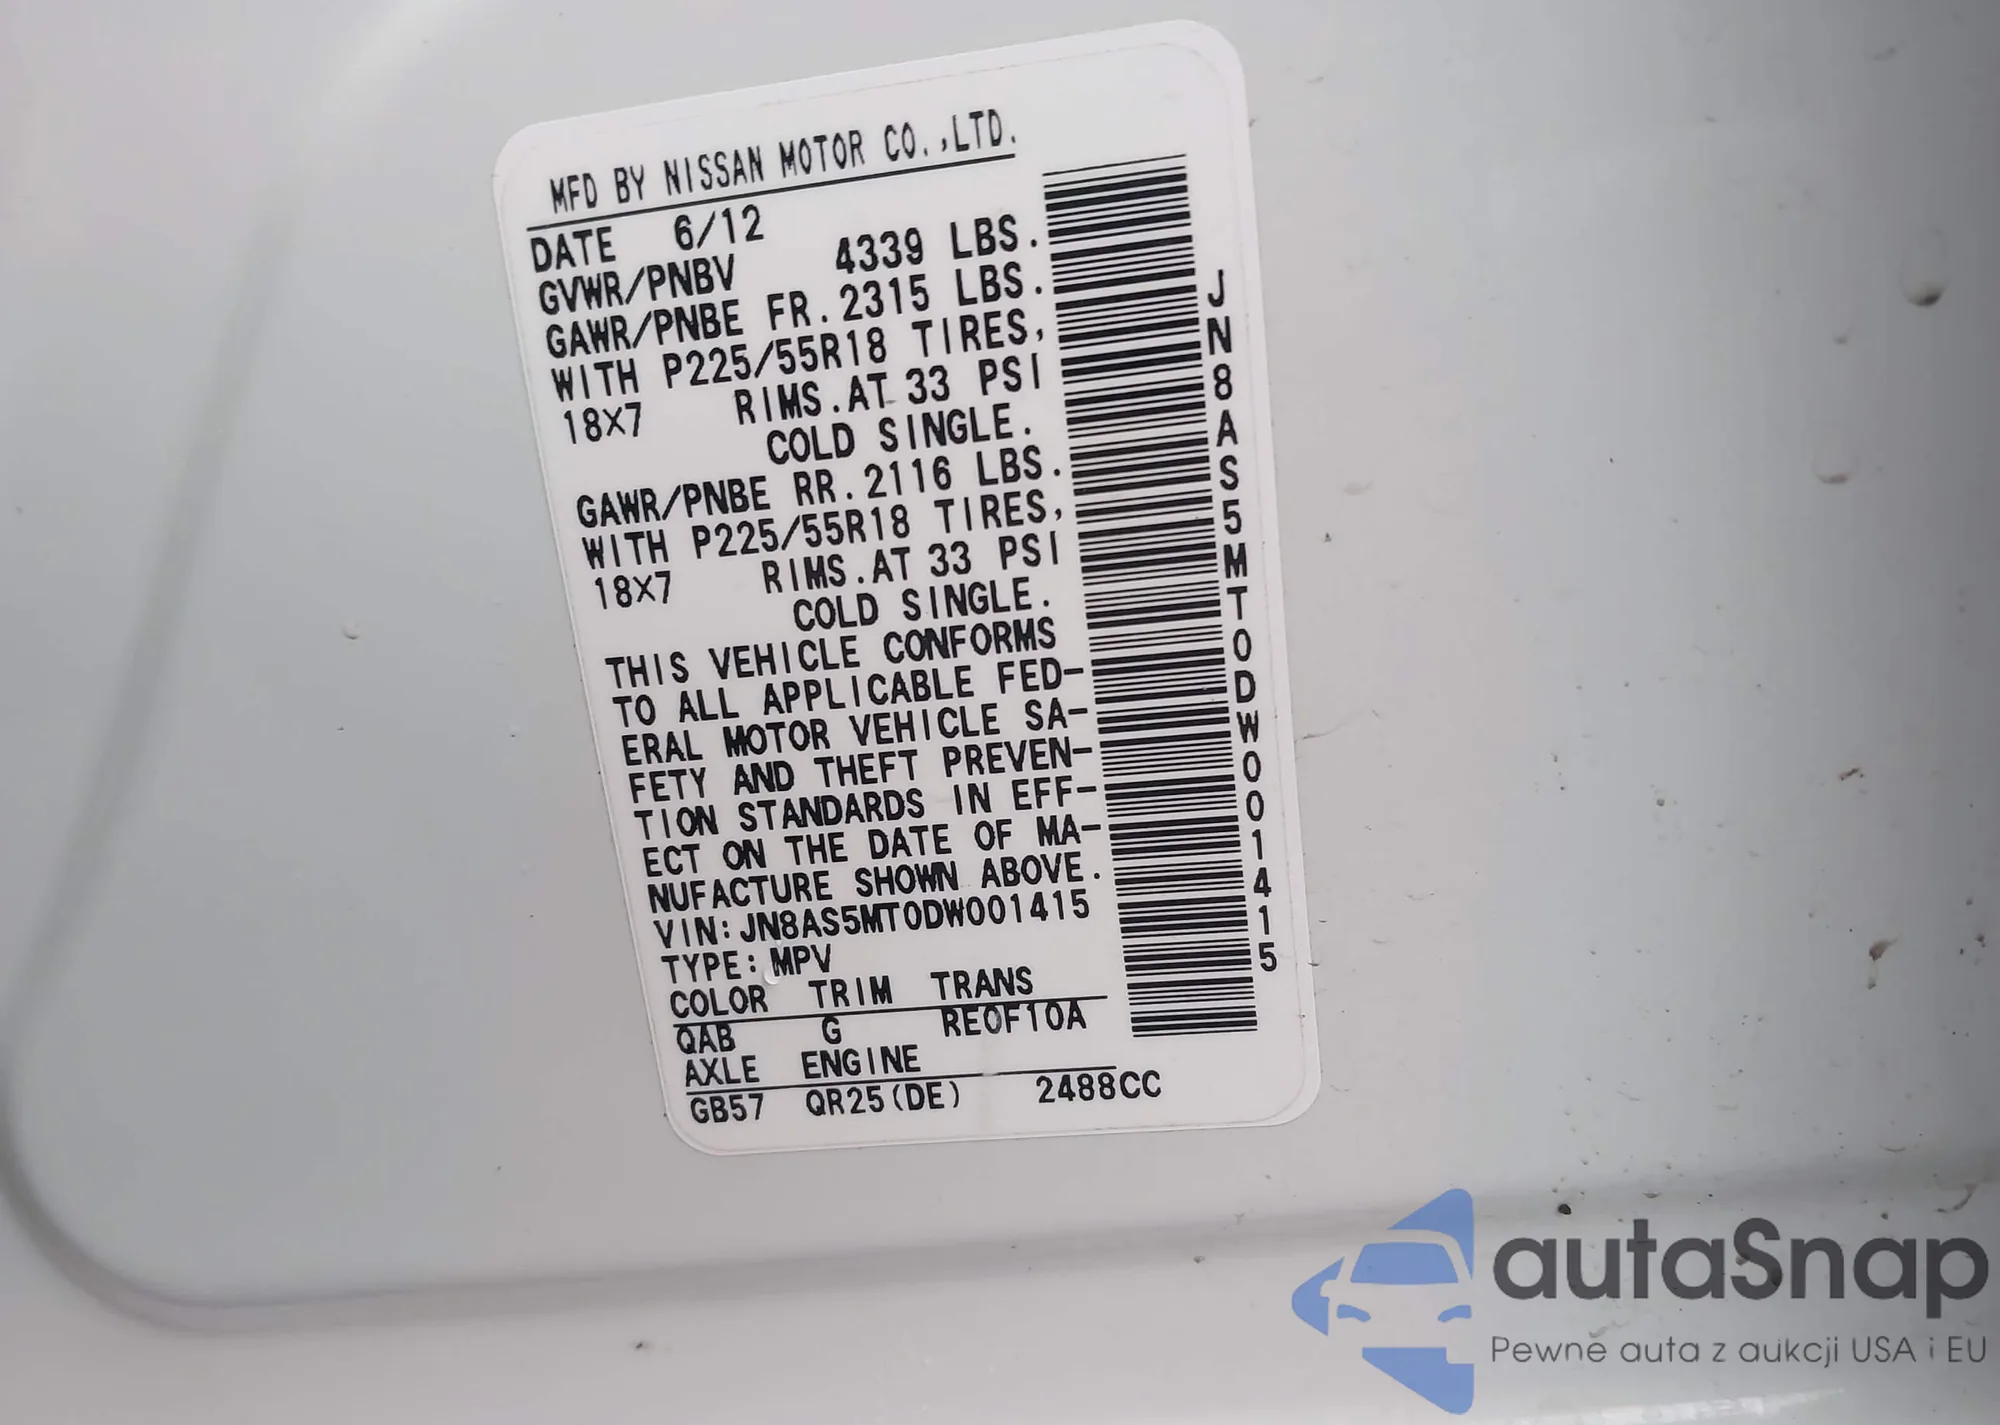 MFD BY NISSAN MOTOR CO.,LTD.
DATE 6/12
GVWR/PNBV 4339 LBS.
GAWR/PNBE FR.2315 LBS.
WITH P225/55R18 TIRES,
18X7 RIMS.AT 33 PSI
COLD SINGLE.
GAWR/PNBE RR.2116 LBS.
WITH P225/55R18 TIRES,
18X7 RIMS.AT 33 PSI
COLD SINGLE.
THIS VEHICLE CONFORMS
TO ALL APPLICABLE FED-
ERAL MOTOR VEHICLE SA-
FETY AND THEFT PREVEN-
TION STANDARDS IN EFF-
ECT ON THE DATE OF MA-
NUFACTURE SHOWN ABOVE.
VIN:JN8AS5MT0DW001415
TYPE:MPV
COLOR TRIM TRANS
QAB G RE0F10A
AXLE ENGINE
GB57 QR25(DE) 2488CC
JN8AS5MT0DW001415
autaSnap
Pewne auta z aukcji USA i EU